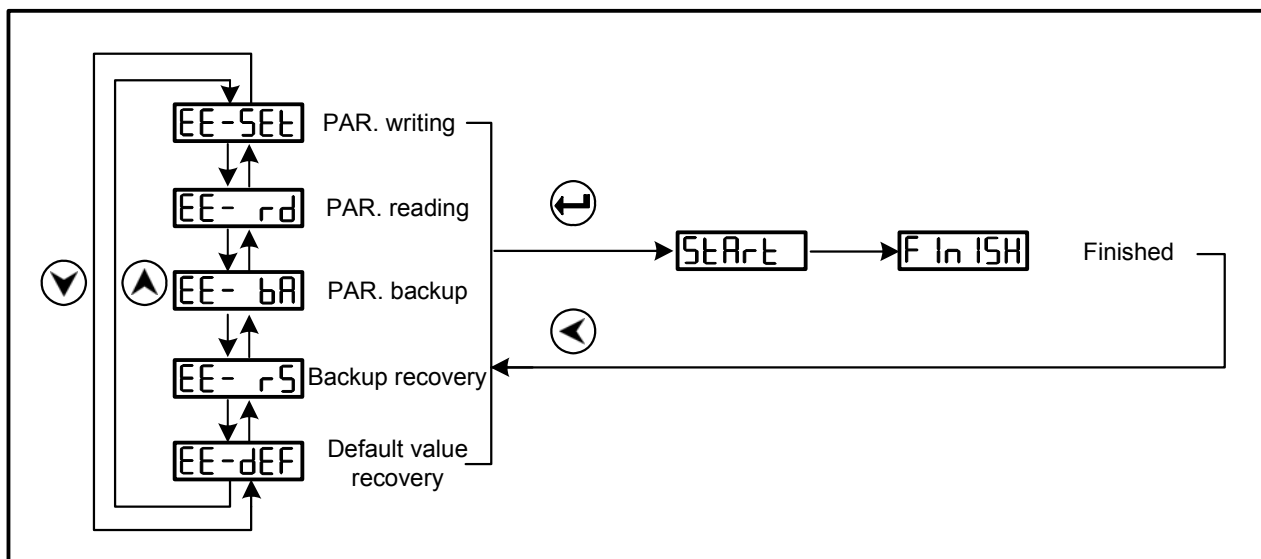 EE-SEt
PAR. writing
EE- rd
PAR. reading
StArt
FInISH
Finished
EE- bA
PAR. backup
EE- rS
Backup recovery
EE-dEF
Default value
recovery